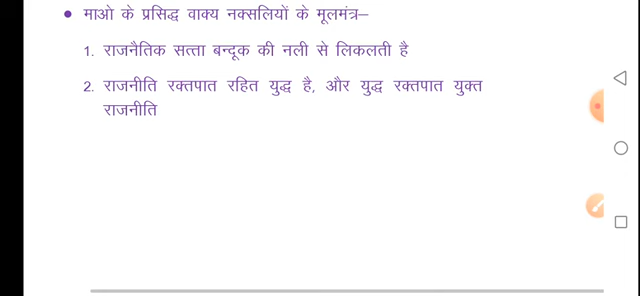 • माओ के प्रसिद्ध वाक्य नक्सलियों के मूलमंत्र–
1. राजनैतिक सत्ता बन्दूक की नली से लिकलती है
2. राजनीति रक्तपात रहित युद्ध है, और युद्ध रक्तपात युक्त
राजनीति